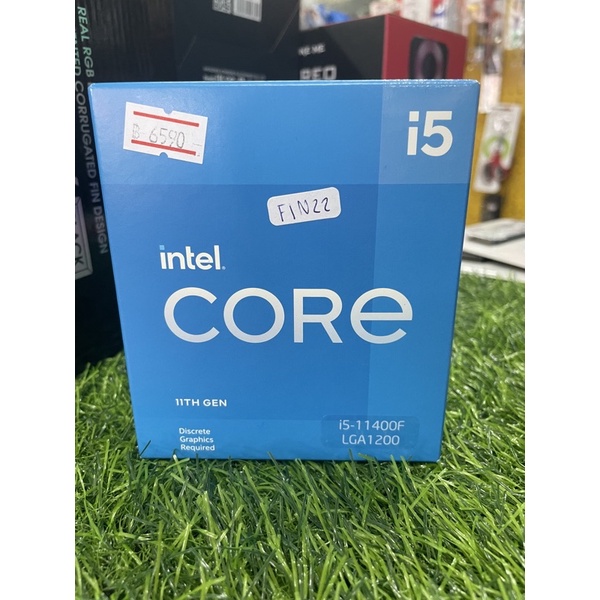 REAL RGB
CORRUGATED FIN DESIGN
฿ 6590.-
i5
FIN22
intel.
CORE
11TH GEN
Discrete
Graphics
Required
i5-11400F
LGA1200